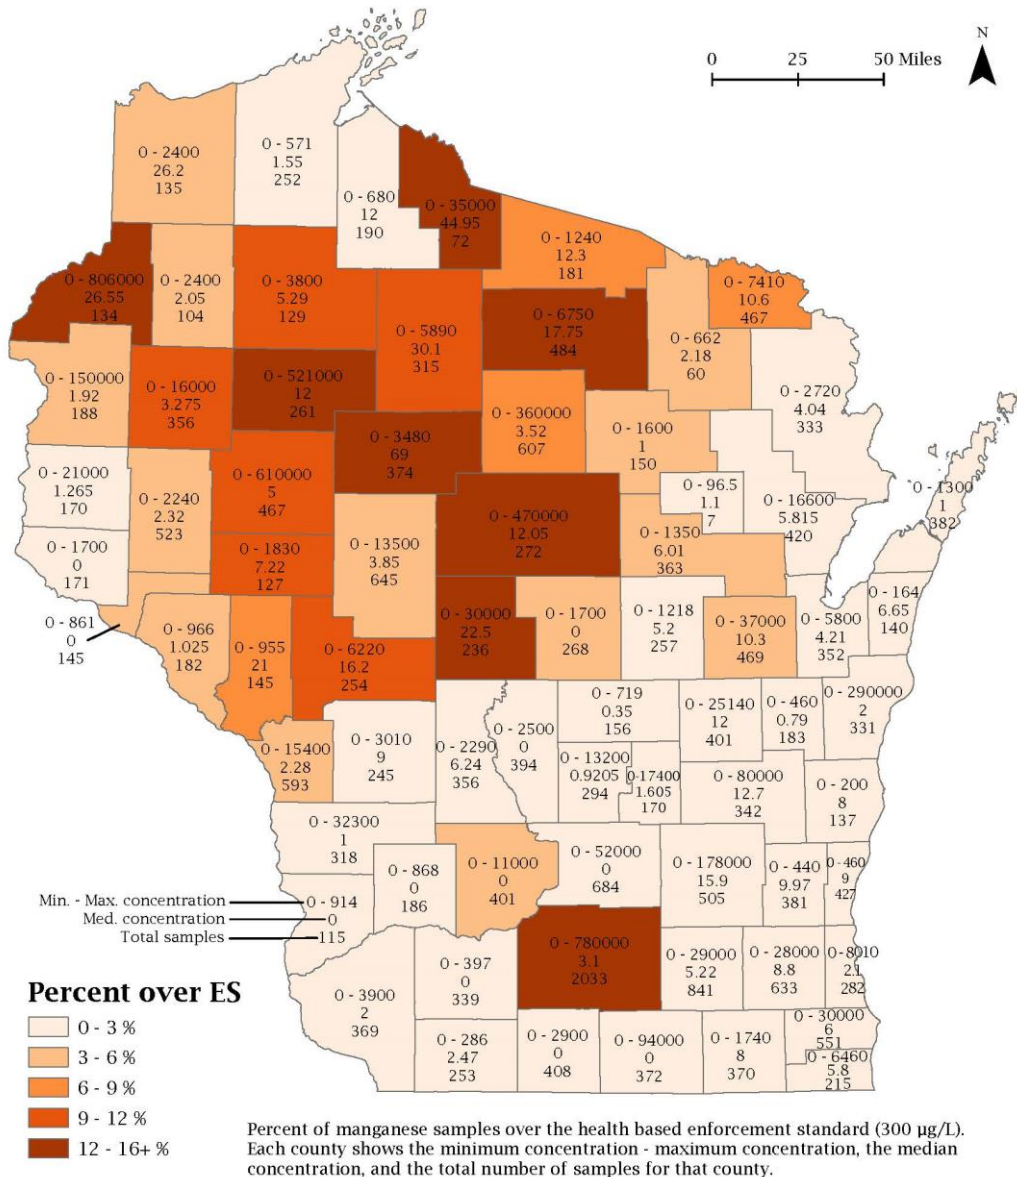 N
0 25 50 Miles
0 - 2400
26.2
135
0 - 571
1.55
252
0 - 680
12
190
0 - 35000
44.95
72
0 - 1240
12.3
181
0 - 7410
10.6
467
0 - 806000
26.55
134
0 - 2400
2.05
104
0 - 3800
5.29
129
0 - 5890
30.1
315
0 - 6750
17.75
484
0 - 662
2.18
60
0 - 2720
4.04
333
0 - 150000
1.92
188
0 - 16000
3.275
356
0 - 521000
12
261
0 - 360000
3.52
607
0 - 1600
1
150
0 - 3480
69
374
0 - 21000
1.265
170
0 - 2240
2.32
523
0 - 610000
5
467
0 - 470000
12.05
272
0 - 96.5
1.1
7
0 - 16600
5.815
420
0 - 1300
1
382
0 - 1700
0
171
0 - 1830
7.22
127
0 - 13500
3.85
645
0 - 1350
6.01
363
0 - 861
0
145
0 - 966
1.025
182
0 - 955
21
145
0 - 6220
16.2
254
0 - 30000
22.5
236
0 - 1700
0
268
0 - 1218
5.2
257
0 - 37000
10.3
469
0 - 5800
4.21
352
0 - 164
6.65
140
0 - 15400
2.28
593
0 - 3010
9
245
0 - 2290
6.24
356
0 - 2500
0
394
0 - 719
0.35
156
0 - 25140
12
401
0 - 460
0.79
183
0 - 290000
2
331
0 - 13200
0.9205
294
0-17400
1.605
170
0 - 80000
12.7
342
0 - 200
8
137
0 - 32300
1
318
0 - 868
0
186
0 - 11000
0
401
0 - 52000
0
684
0 - 178000
15.9
505
0 - 440
9.97
381
0 - 460
9
427
Min. - Max. concentration 0 - 914
Med. concentration 0
Total samples 115
0 - 3900
2
369
0 - 397
0
339
0 - 780000
3.1
2033
0 - 29000
5.22
841
0 - 28000
8.8
633
0 - 8010
2.1
282
0 - 286
2.47
253
0 - 2900
0
408
0 - 94000
0
372
0 - 1740
8
370
0 - 30000
6
551
0 - 6460
5.8
215
Percent over ES
0 - 3 %
3 - 6 %
6 - 9 %
9 - 12 %
12 - 16+ %
Percent of manganese samples over the health based enforcement standard (300 µg/L).
Each county shows the minimum concentration - maximum concentration, the median
concentration, and the total number of samples for that county.